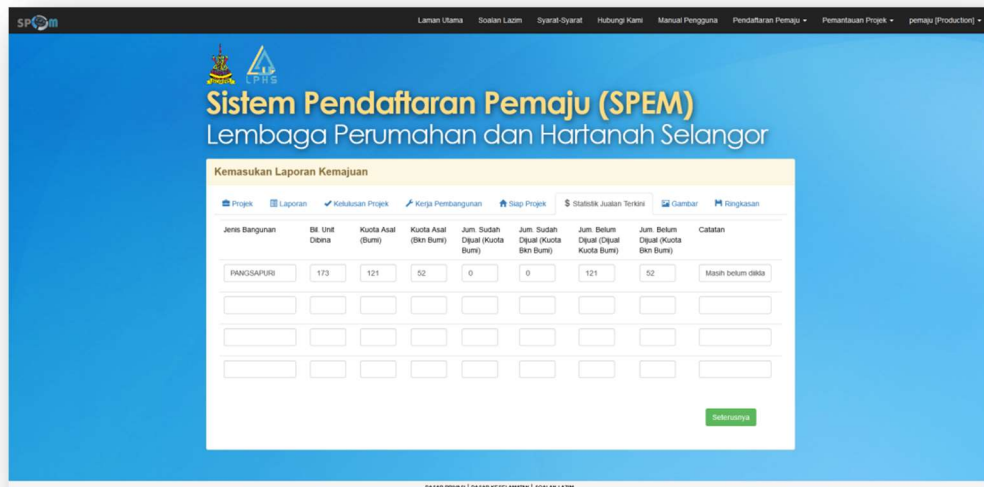 SPEM
Laman Utama Soalan Lazim Syarat-Syarat Hubungi Kami Manual Pengguna Pendaftaran Pemaju Pemantauan Projek pemaju [Production]
LPHS
Sistem Pendaftaran Pemaju (SPEM)
Lembaga Perumahan dan Hartanah Selangor
Kemasukan Laporan Kemajuan
Projek Laporan Kelulusan Projek Kerja Pembangunan Siap Projek $ Statistik Jualan Terkini Gambar Ringkasan
Jenis Bangunan Bil. Unit Kuota Asal Kuota Asal Jum. Sudah Jum. Sudah Jum. Belum Jum. Belum Catatan
Dibina (Bumi) (Bkn Bumi) Dijual (Kuota Dijual (Kuota Dijual (Dijual Dijual (Kuota
Bumi) Bkn Bumi) Kuota Bumi) Bkn Bumi)
PANGSAPURI 173 121 52 0 0 121 52 Masih belum diikla
Seterusnya